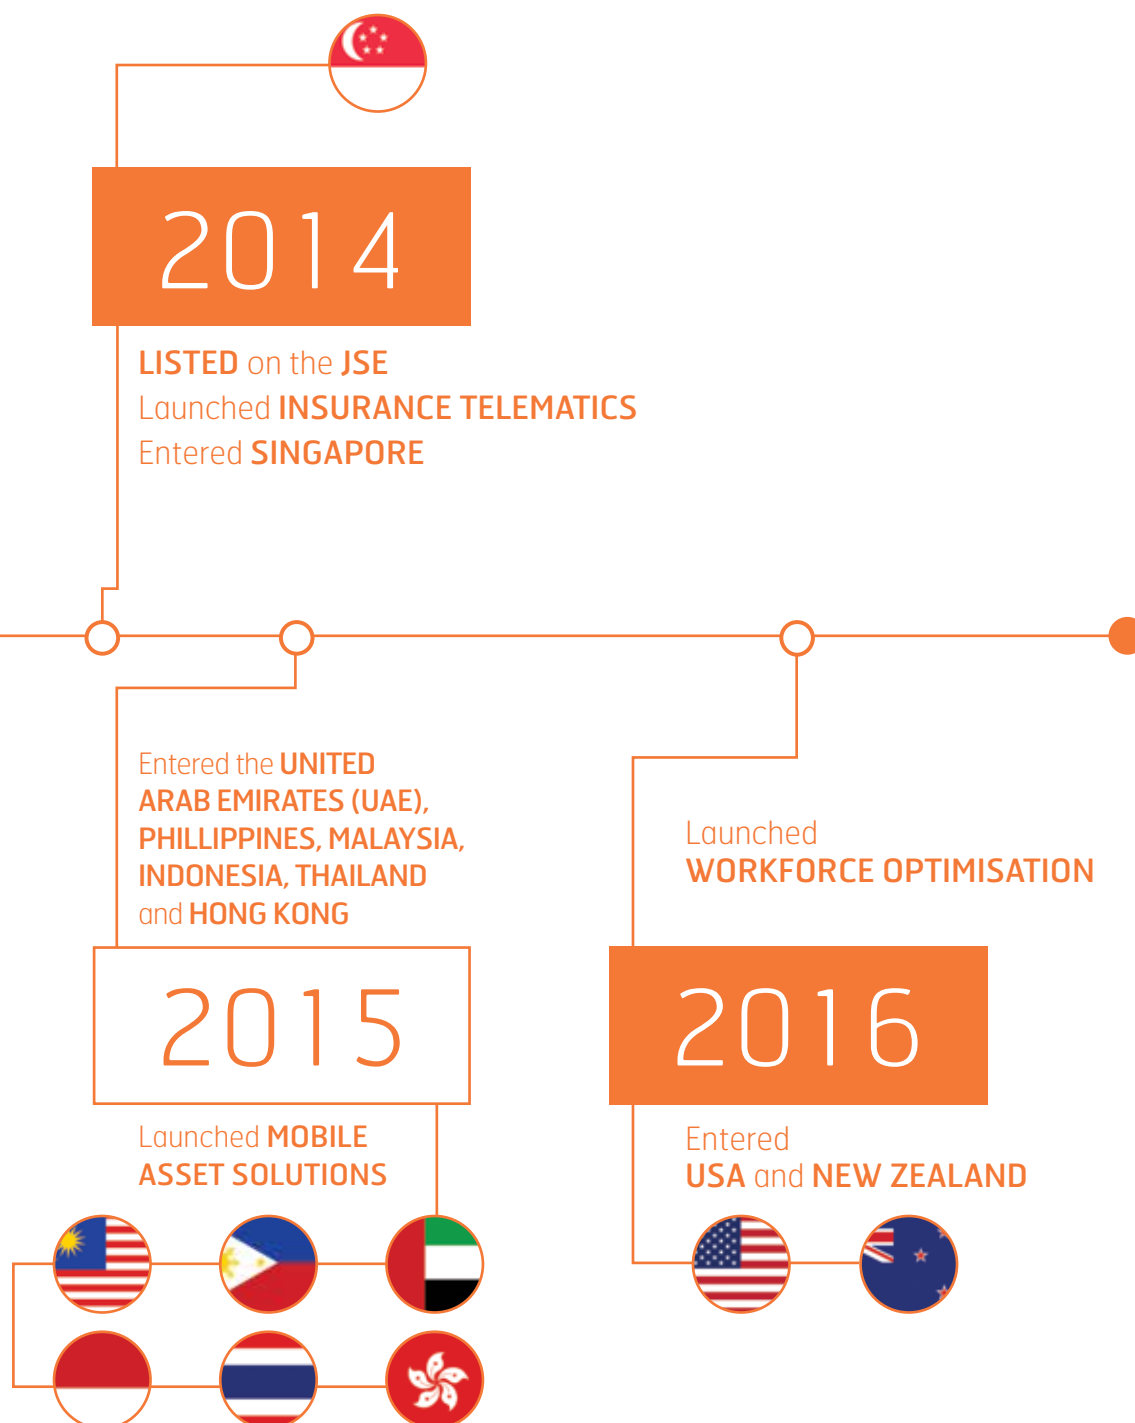 2014
LISTED on the JSE
Launched INSURANCE TELEMATICS
Entered SINGAPORE
Entered the UNITED
ARAB EMIRATES (UAE),
PHILLIPPINES, MALAYSIA,
INDONESIA, THAILAND
and HONG KONG
2015
Launched MOBILE
ASSET SOLUTIONS
Launched
WORKFORCE OPTIMISATION
2016
Entered
USA and NEW ZEALAND